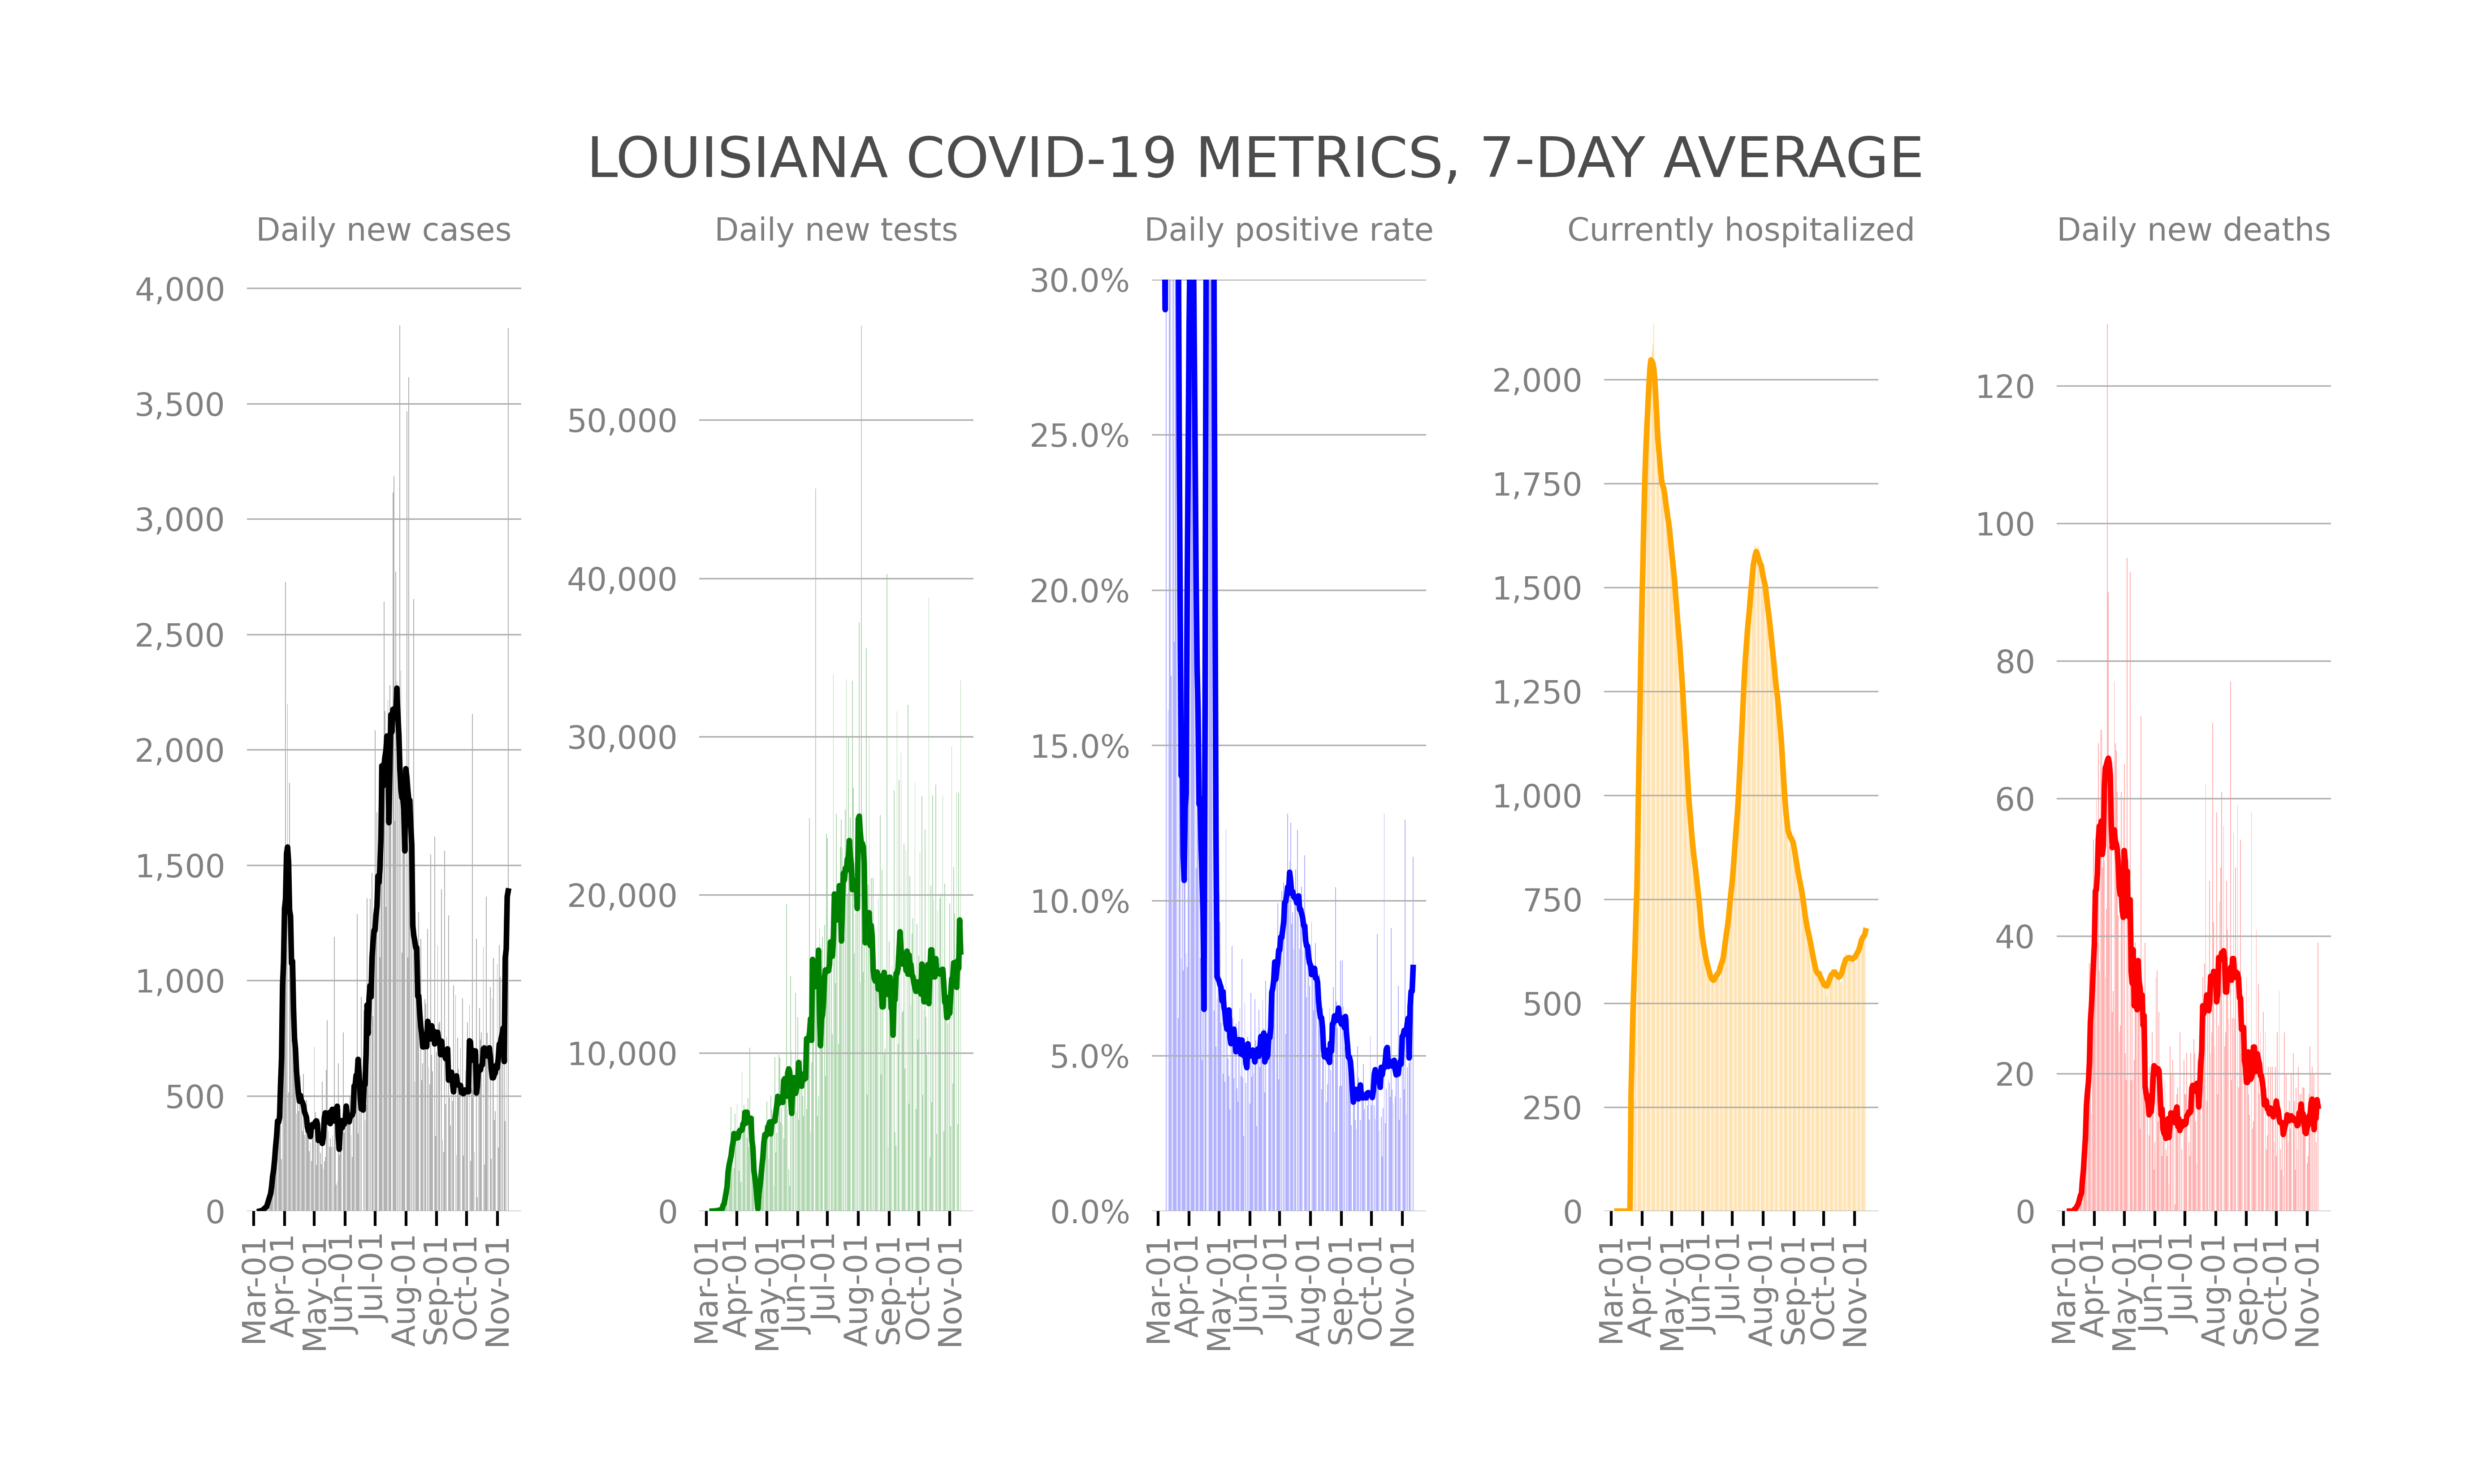 LOUISIANA COVID-19 METRICS, 7-DAY AVERAGE
Daily new cases
4,000
3,500
3,000
2,500
2,000
1,500
1,000
500
0
Mar-01
Apr-01
May-01
Jun-01
Jul-01
Aug-01
Sep-01
Oct-01
Nov-01
Daily new tests
50,000
40,000
30,000
20,000
10,000
0
Mar-01
Apr-01
May-01
Jun-01
Jul-01
Aug-01
Sep-01
Oct-01
Nov-01
Daily positive rate
30.0%
25.0%
20.0%
15.0%
10.0%
5.0%
0.0%
Mar-01
Apr-01
May-01
Jun-01
Jul-01
Aug-01
Sep-01
Oct-01
Nov-01
Currently hospitalized
2,000
1,750
1,500
1,250
1,000
750
500
250
0
Mar-01
Apr-01
May-01
Jun-01
Jul-01
Aug-01
Sep-01
Oct-01
Nov-01
Daily new deaths
120
100
80
60
40
20
0
Mar-01
Apr-01
May-01
Jun-01
Jul-01
Aug-01
Sep-01
Oct-01
Nov-01